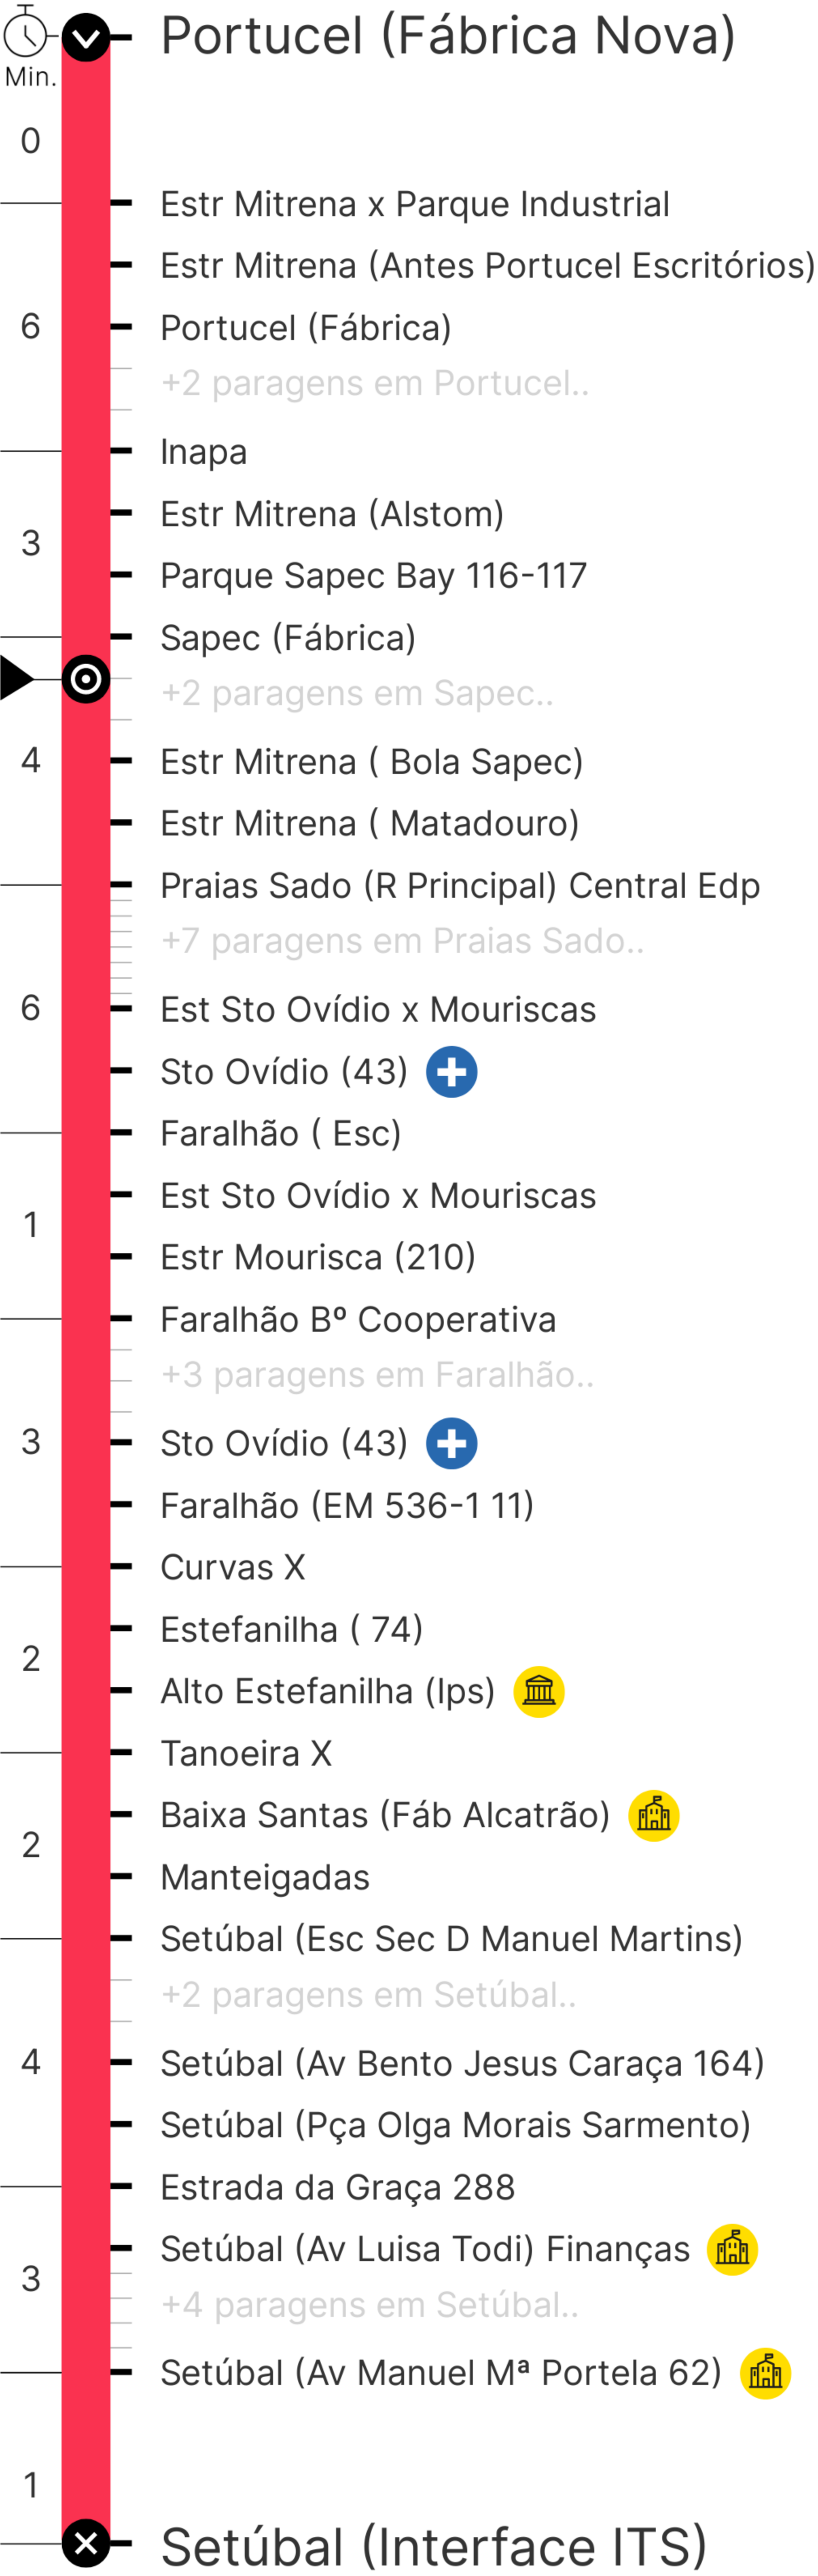 Portucel (Fábrica Nova)
Min.
0
Estr Mitrena x Parque Industrial
Estr Mitrena (Antes Portucel Escritórios)
6
Portucel (Fábrica)
+2 paragens em Portucel..
Inapa
Estr Mitrena (Alstom)
3
Parque Sapec Bay 116-117
Sapec (Fábrica)
+2 paragens em Sapec..
4
Estr Mitrena ( Bola Sapec)
Estr Mitrena ( Matadouro)
Praias Sado (R Principal) Central Edp
+7 paragens em Praias Sado..
6
Est Sto Ovídio x Mouriscas
Sto Ovídio (43)
Faralhão ( Esc)
Est Sto Ovídio x Mouriscas
1
Estr Mourisca (210)
Faralhão Bº Cooperativa
+3 paragens em Faralhão..
3
Sto Ovídio (43)
Faralhão (EM 536-1 11)
Curvas X
Estefanilha ( 74)
2
Alto Estefanilha (Ips)
Tanoeira X
Baixa Santas (Fáb Alcatrão)
2
Manteigadas
Setúbal (Esc Sec D Manuel Martins)
+2 paragens em Setúbal..
4
Setúbal (Av Bento Jesus Caraça 164)
Setúbal (Pça Olga Morais Sarmento)
Estrada da Graça 288
Setúbal (Av Luisa Todi) Finanças
3
+4 paragens em Setúbal..
Setúbal (Av Manuel Mª Portela 62)
1
Setúbal (Interface ITS)